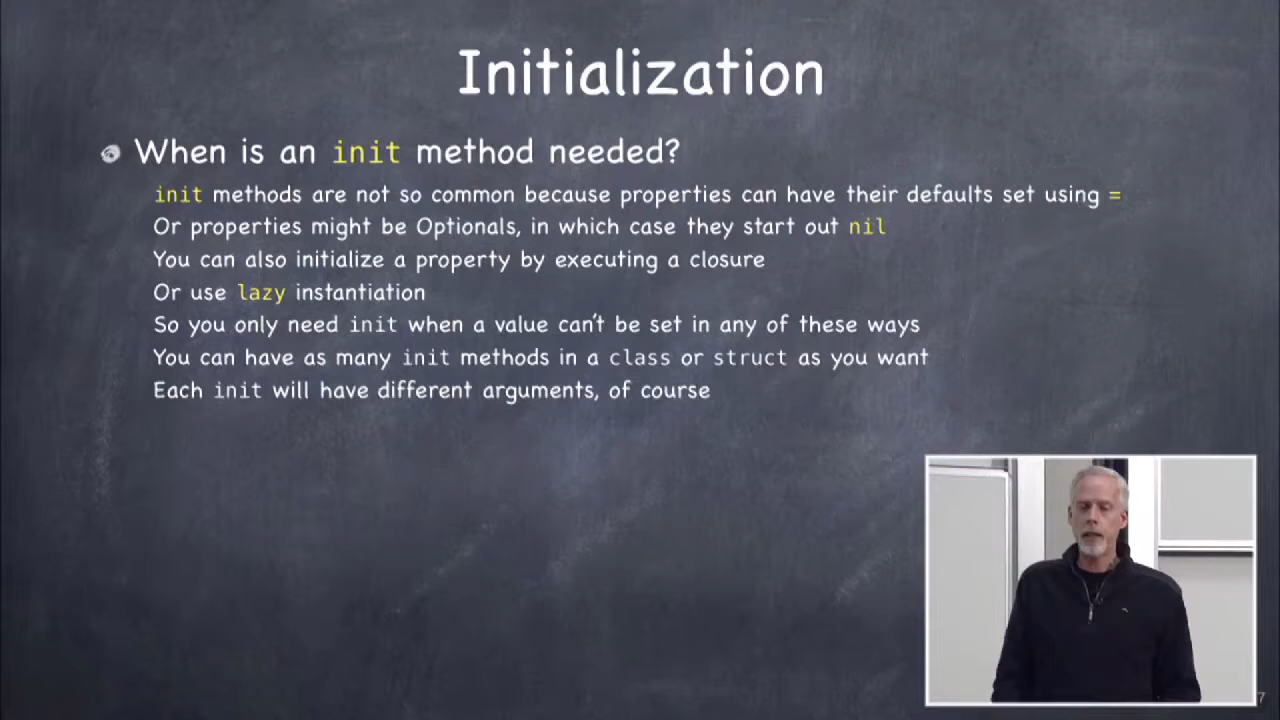 Initialization
When is an init method needed?
init methods are not so common because properties can have their defaults set using =
Or properties might be Optionals, in which case they start out nil
You can also initialize a property by executing a closure
Or use lazy instantiation
So you only need init when a value can't be set in any of these ways
You can have as many init methods in a class or struct as you want
Each init will have different arguments, of course
7